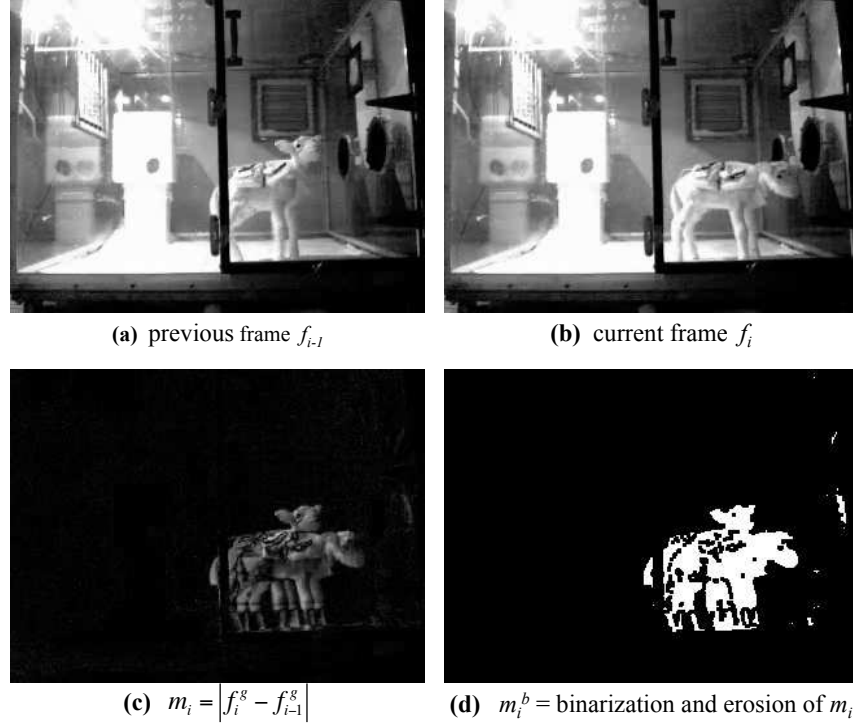 (a) previous frame f_{i-1}
(b) current frame f_i
(c) m_i = |f_i^g − f_{i−1}^g|
(d) m_i^b = binarization and erosion of m_i